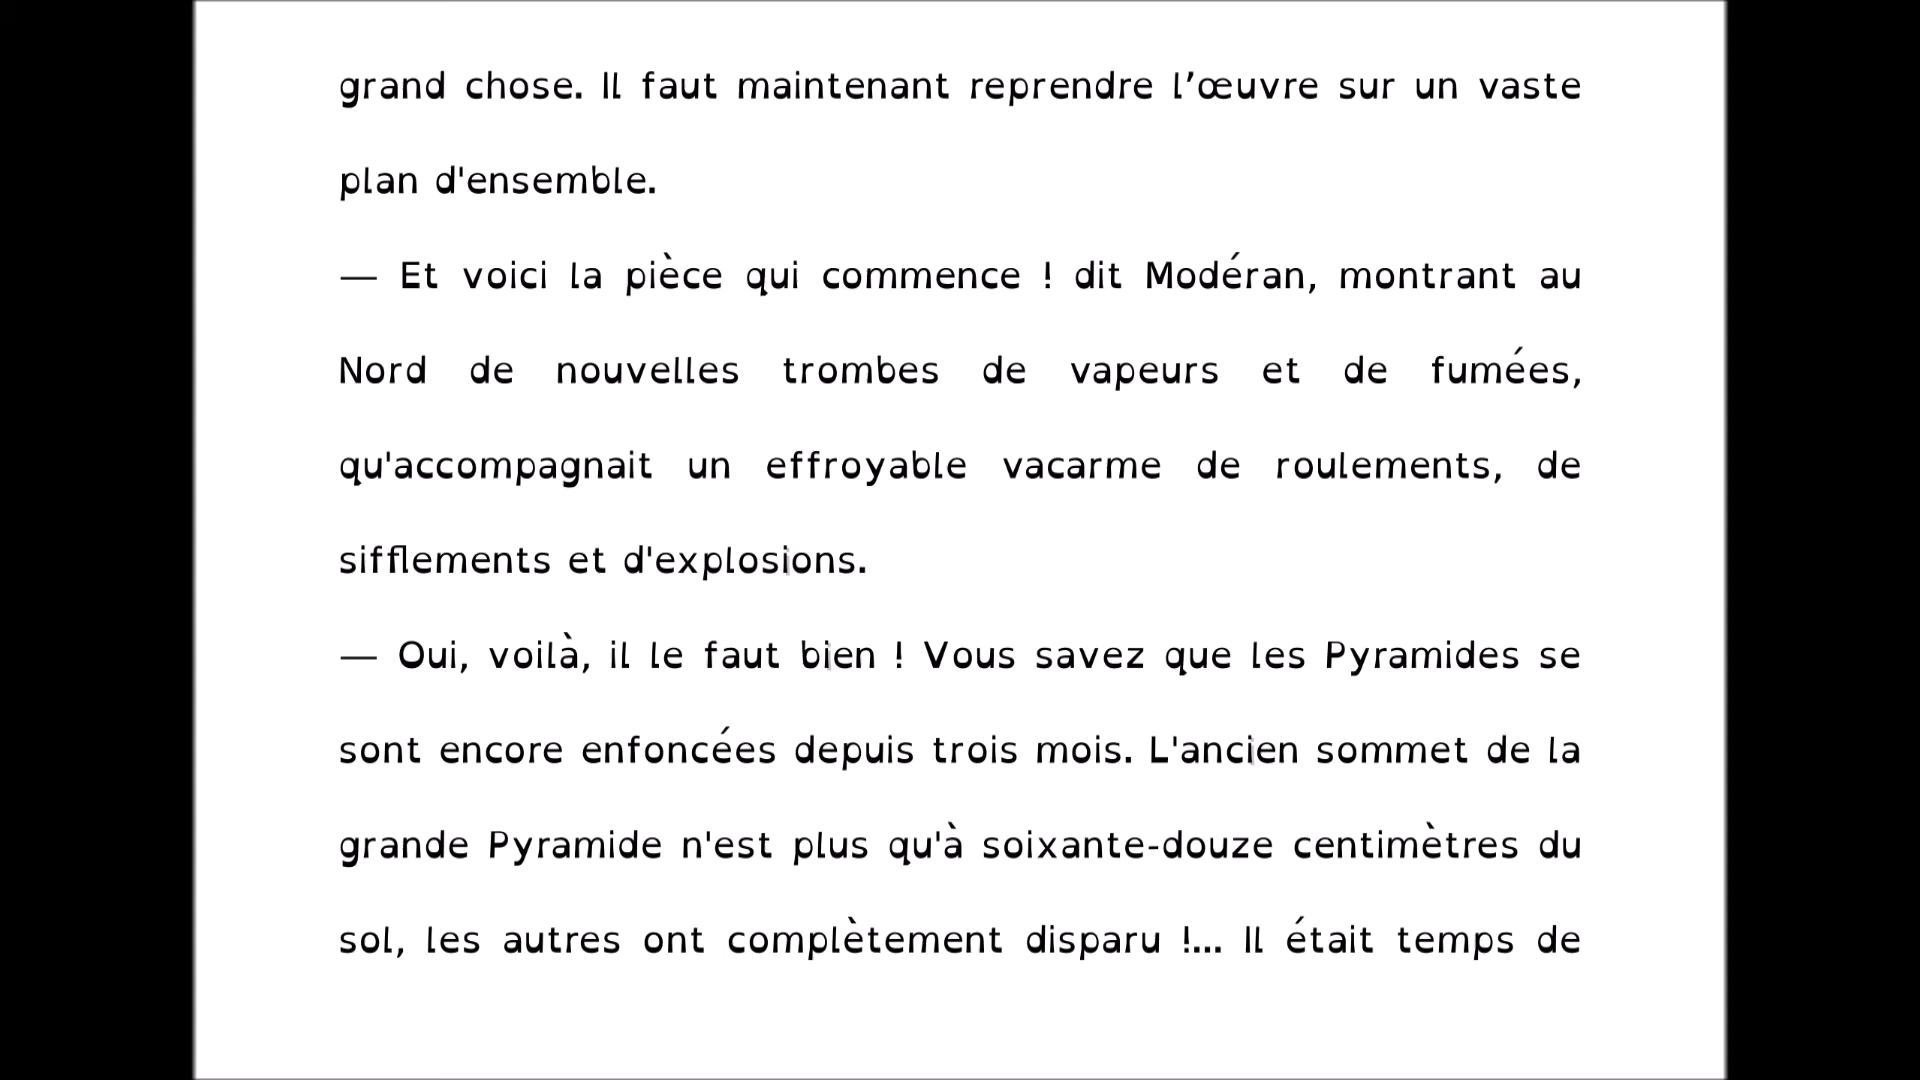 grand chose. Il faut maintenant reprendre l’œuvre sur un vaste
plan d'ensemble.
— Et voici la pièce qui commence ! dit Modéran, montrant au
Nord de nouvelles trombes de vapeurs et de fumées,
qu'accompagnait un effroyable vacarme de roulements, de
sifflements et d'explosions.
— Oui, voilà, il le faut bien ! Vous savez que les Pyramides se
sont encore enfoncées depuis trois mois. L'ancien sommet de la
grande Pyramide n'est plus qu'à soixante-douze centimètres du
sol, les autres ont complètement disparu !... Il était temps de